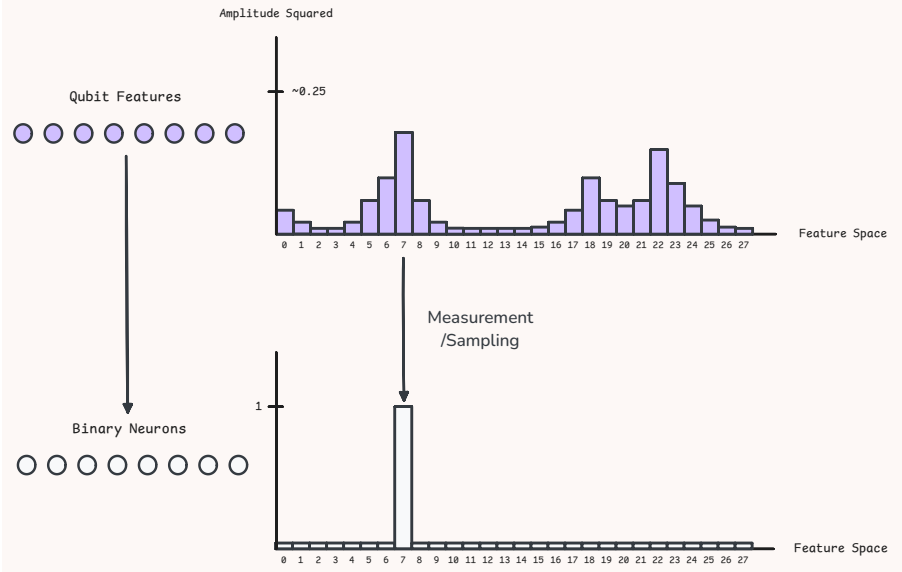 Amplitude Squared
~0.25
Qubit Features
0 1 2 3 4 5 6 7 8 9 10 11 12 13 14 15 16 17 18 19 20 21 22 23 24 25 26 27
Feature Space
Measurement
/Sampling
1
Binary Neurons
0 1 2 3 4 5 6 7 8 9 10 11 12 13 14 15 16 17 18 19 20 21 22 23 24 25 26 27
Feature Space